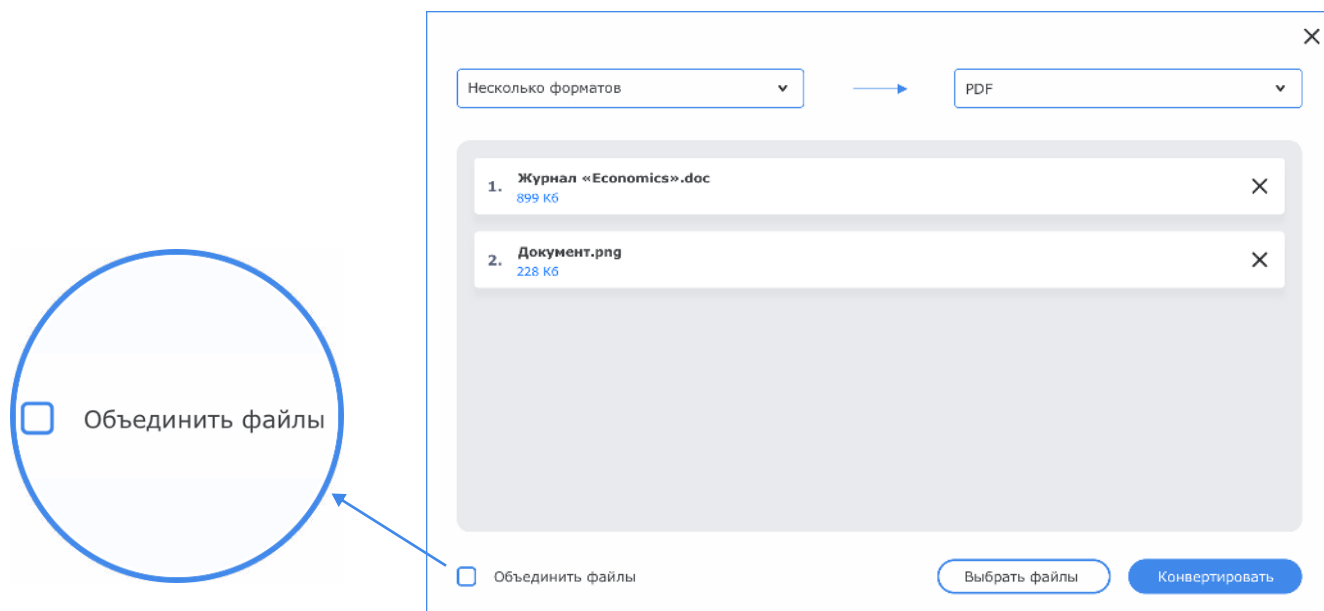 Несколько форматов
PDF
1. Журнал «Economics».doc
899 Кб
2. Документ.png
228 Кб
Объединить файлы
Объединить файлы
Выбрать файлы
Конвертировать